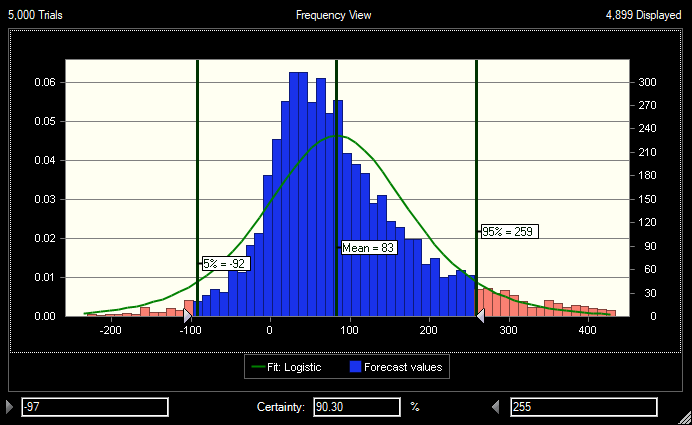 5,000 Trials Frequency View 4,899 Displayed
0.06 300
270
0.05 240
0.04 210
180
0.03 150
120
95% = 259
0.02 90
Mean = 83
5% = -92
60
0.01 30
0.00 0
-200 -100 0 100 200 300 400
Fit: Logistic Forecast values
-97 Certainty: 90.30 % 255